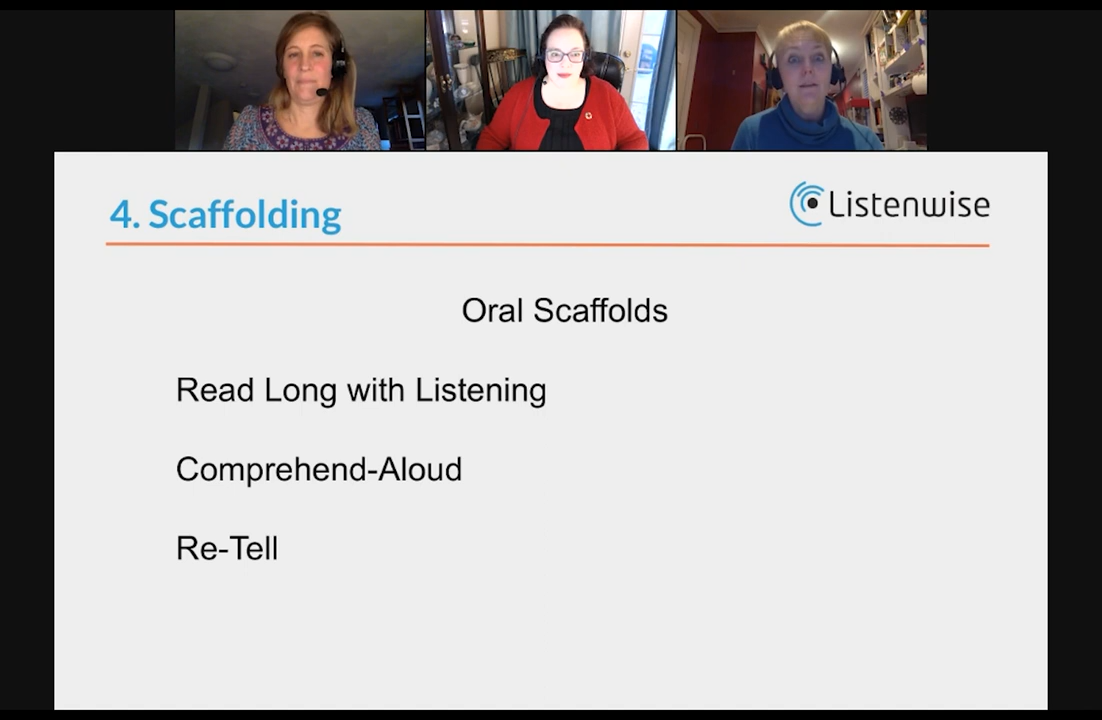 4. Scaffolding
Listenwise
Oral Scaffolds
Read Long with Listening
Comprehend-Aloud
Re-Tell